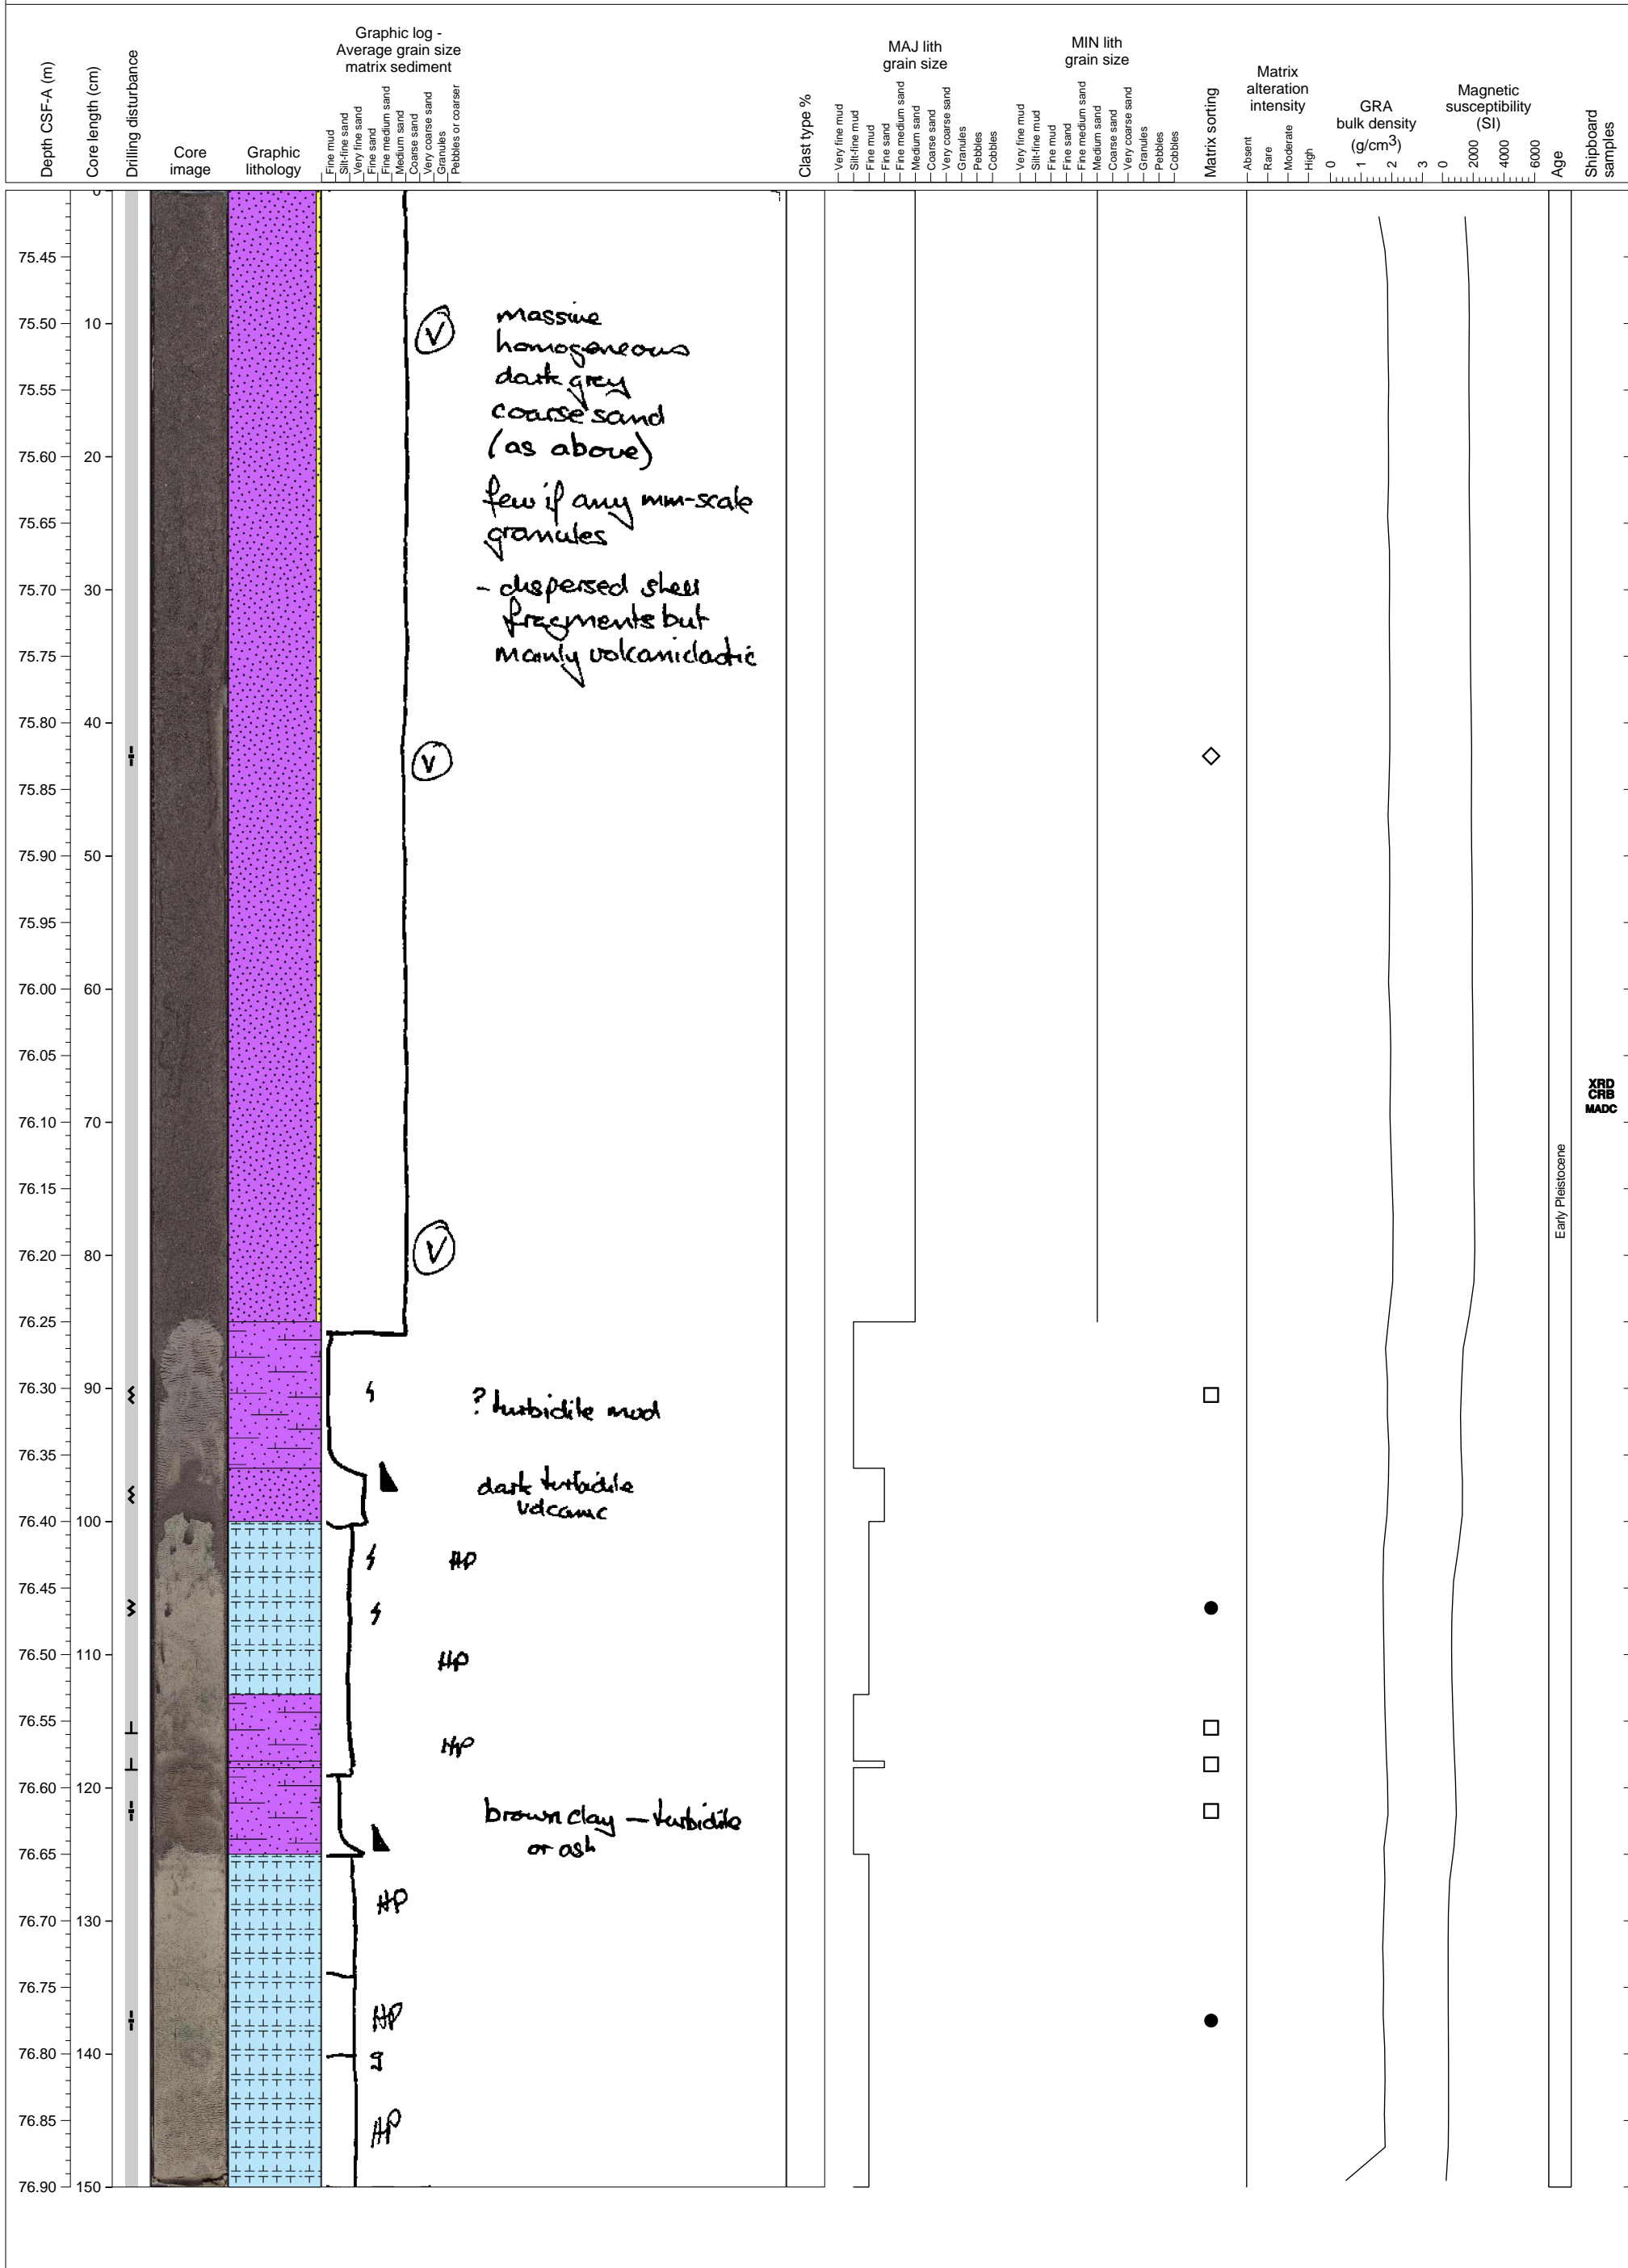 Depth CSF-A (m)
Core length (cm)
Drilling disturbance
Core
image
Graphic
lithology
Graphic log -
Average grain size
matrix sediment
Fine mud
Silt-fine sand
Very fine sand
Fine sand
Fine medium sand
Medium sand
Coarse sand
Very coarse sand
Granules
Pebbles or coarser
Clast type %
MAJ lith
grain size
Very fine mud
Silt-fine mud
Fine mud
Fine sand
Fine medium sand
Medium sand
Coarse sand
Very coarse sand
Granules
Pebbles
Cobbles
MIN lith
grain size
Very fine mud
Silt-fine mud
Fine mud
Fine sand
Fine medium sand
Medium sand
Coarse sand
Very coarse sand
Granules
Pebbles
Cobbles
Matrix sorting
Matrix
alteration
intensity
Absent
Rare
Moderate
High
GRA
bulk density
(g/cm3)
0 1 2 3
Magnetic
susceptibility
(SI)
0 2000 4000 6000
Age
Shipboard
samples
0
75.45
75.50 10
75.55
75.60 20
75.65
75.70 30
75.75
75.80 40
75.85
75.90 50
75.95
76.00 60
76.05
76.10 70
76.15
76.20 80
76.25
76.30 90
76.35
76.40 100
76.45
76.50 110
76.55
76.60 120
76.65
76.70 130
76.75
76.80 140
76.85
76.90 150
V
massive
homogeneous
dark grey
coarse sand
(as above)
few if any mm-scale
granules
- dispersed shell
fragments but
mainly volcaniclastic
V
V
? turbidite mud
dark turbidite
volcanic
HP
HP
HP
brown clay — turbidite
or ash
HP
HP
HP
XRD
CRB
MADC
Early Pleistocene